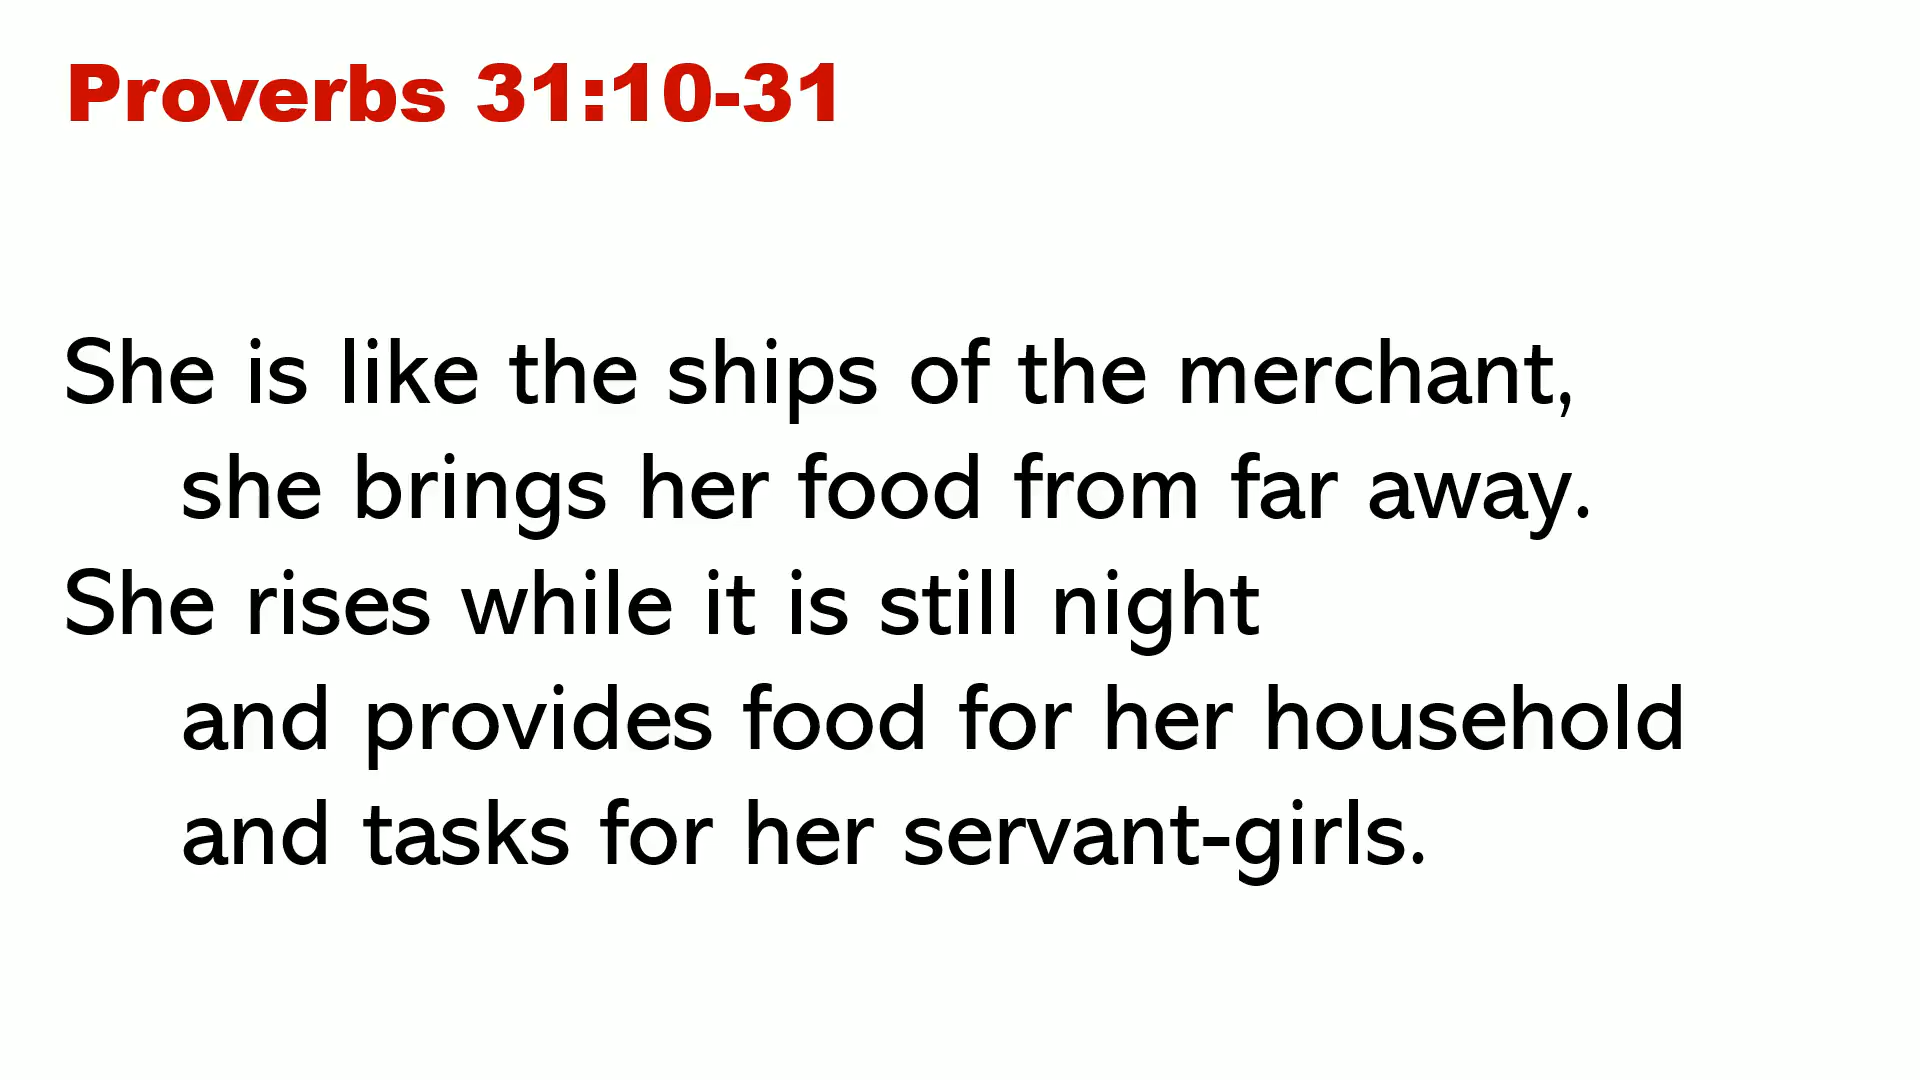 Proverbs 31:10-31
She is like the ships of the merchant,
she brings her food from far away.
She rises while it is still night
and provides food for her household
and tasks for her servant-girls.